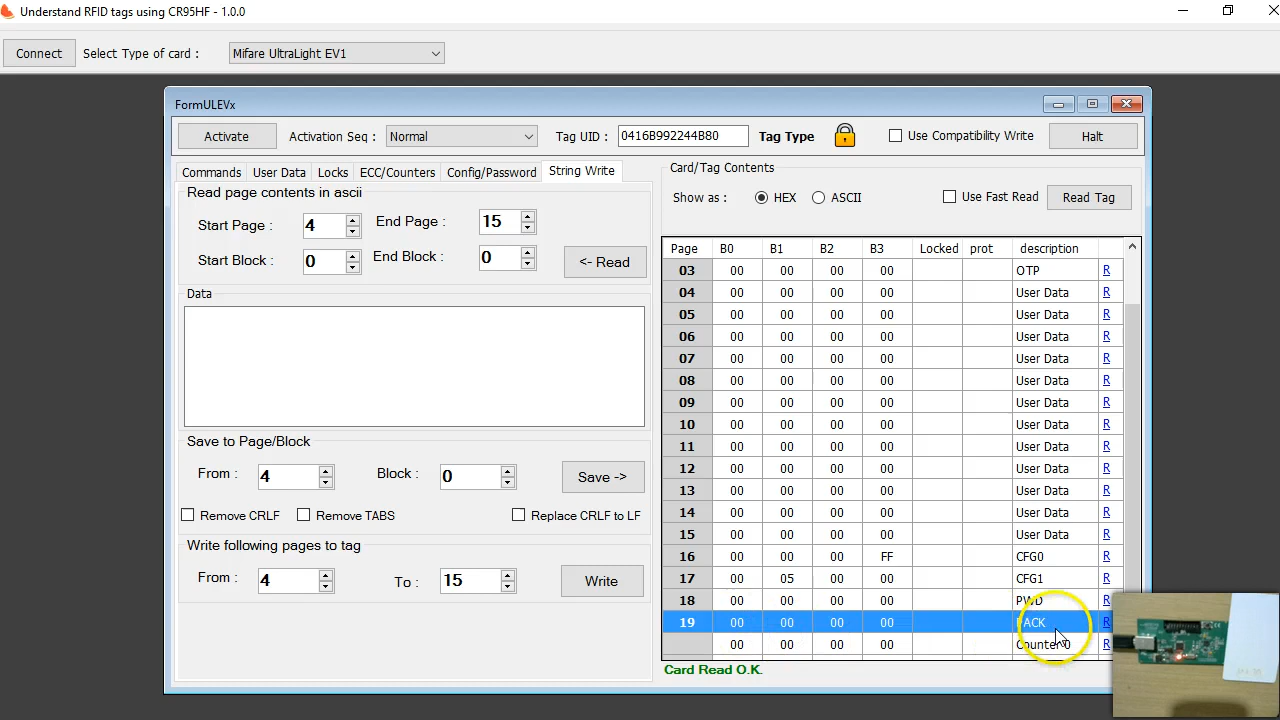 Understand RFID tags using CR95HF - 1.0.0
Connect Select Type of card : Mifare UltraLight EV1
FormULEVx
Activate Activation Seq : Normal Tag UID : 0416B992244B80 Tag Type Use Compatibility Write Halt
Commands User Data Locks ECC/Counters Config/Password String Write
Read page contents in ascii
Start Page : 4 End Page : 15
Start Block : 0 End Block : 0 <- Read
Data
Save to Page/Block
From : 4 Block : 0 Save ->
Remove CRLF Remove TABS Replace CRLF to LF
Write following pages to tag
From : 4 To : 15 Write
Card/Tag Contents
Show as : HEX ASCII Use Fast Read Read Tag
Page B0 B1 B2 B3 Locked prot description
03 00 00 00 00 OTP R
04 00 00 00 00 User Data R
05 00 00 00 00 User Data R
06 00 00 00 00 User Data R
07 00 00 00 00 User Data R
08 00 00 00 00 User Data R
09 00 00 00 00 User Data R
10 00 00 00 00 User Data R
11 00 00 00 00 User Data R
12 00 00 00 00 User Data R
13 00 00 00 00 User Data R
14 00 00 00 00 User Data R
15 00 00 00 00 User Data R
16 00 00 00 FF CFG0 R
17 00 05 00 00 CFG1 R
18 00 00 00 00 PWD R
19 00 00 00 00 PACK R
00 00 00 00 Counter 0 R
Card Read O.K.